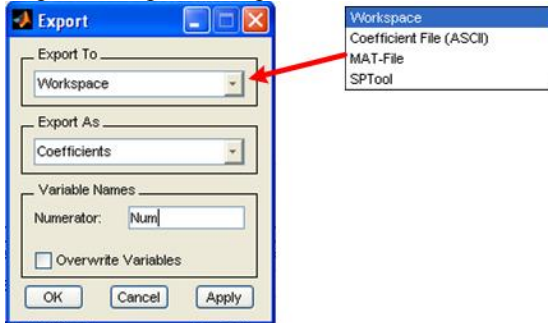 Export
Export To
Workspace
Export As
Coefficients
Variable Names
Numerator: Num
Overwrite Variables
OK Cancel Apply
Workspace
Coefficient File (ASCII)
MAT-File
SPTool